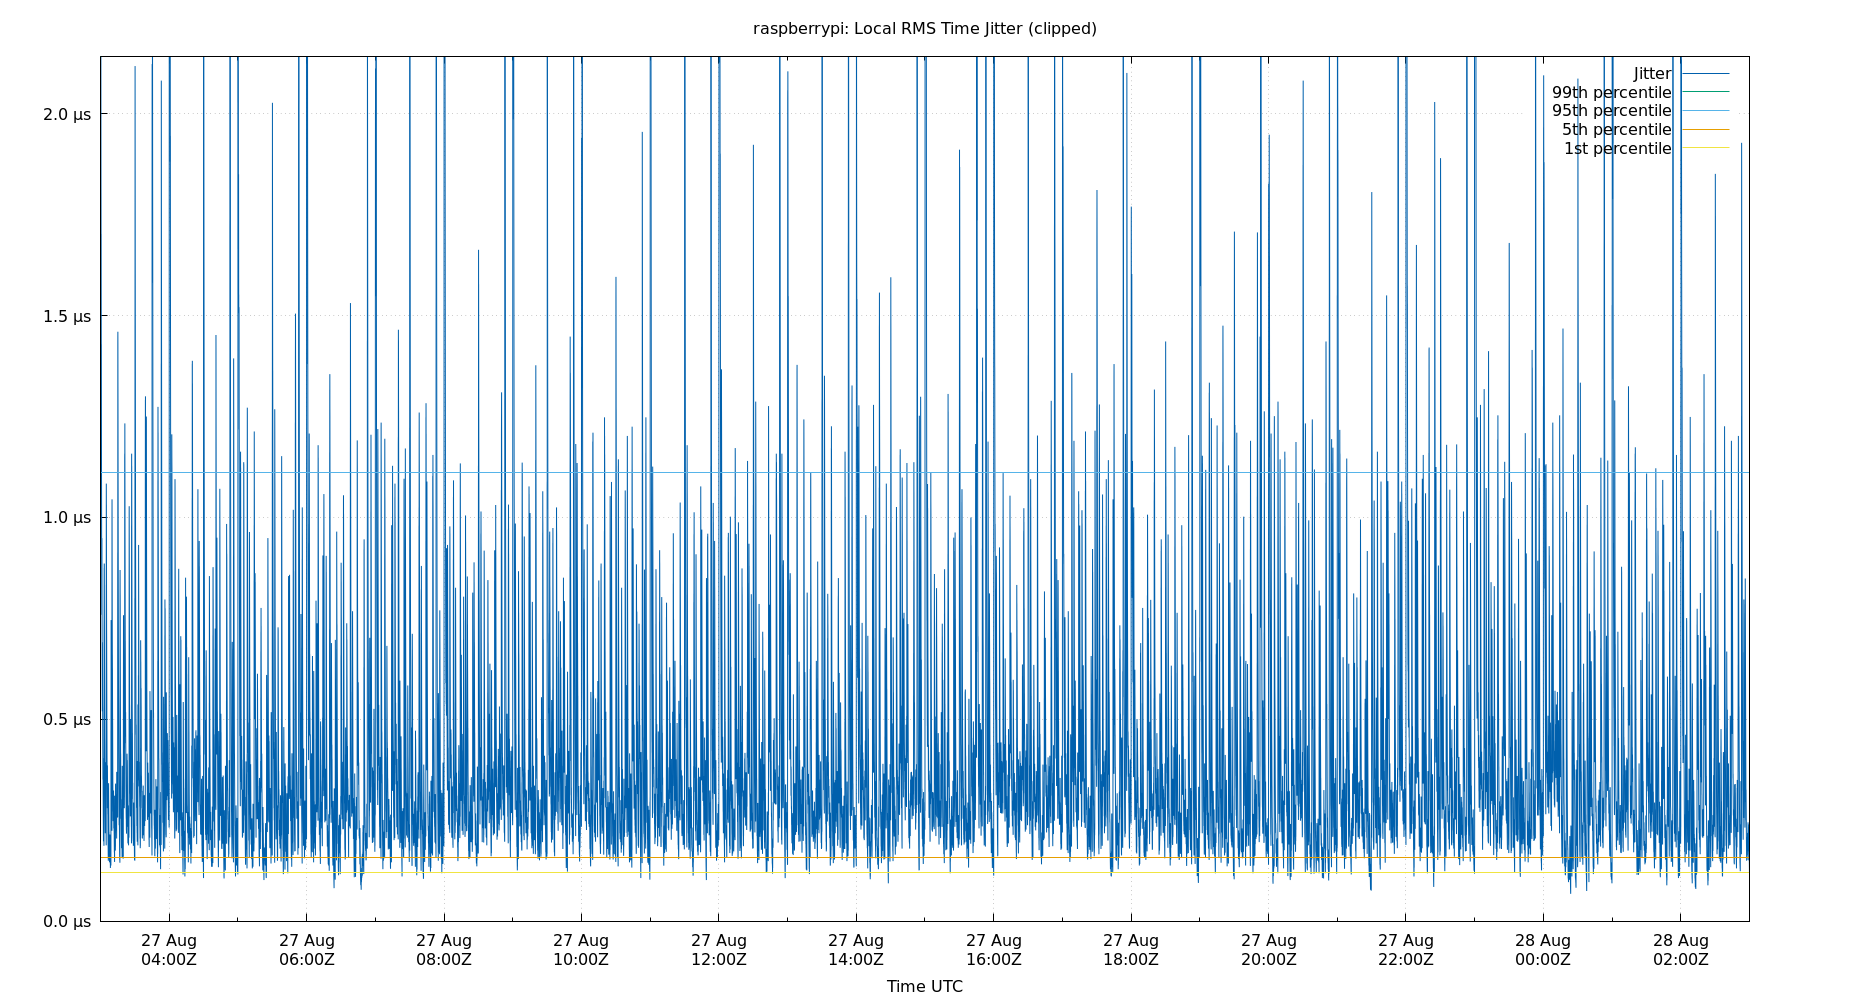 raspberrypi: Local RMS Time Jitter (clipped)
Jitter
99th percentile
95th percentile
5th percentile
1st percentile
2.0 µs
1.5 µs
1.0 µs
0.5 µs
0.0 µs
27 Aug 27 Aug 27 Aug 27 Aug 27 Aug 27 Aug 27 Aug 27 Aug 27 Aug 27 Aug 28 Aug 28 Aug
04:00Z 06:00Z 08:00Z 10:00Z 12:00Z 14:00Z 16:00Z 18:00Z 20:00Z 22:00Z 00:00Z 02:00Z
Time UTC